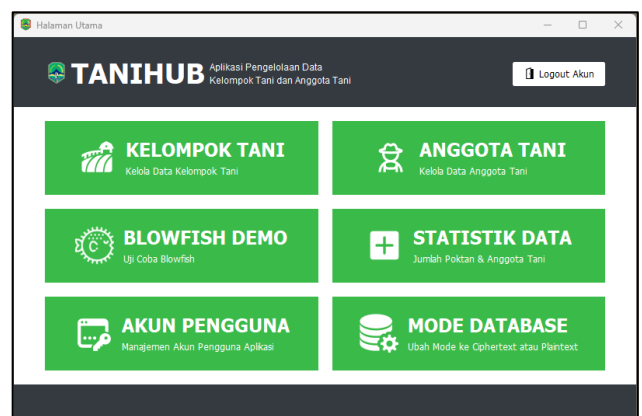 Halaman Utama
TANIHUB
Aplikasi Pengelolaan Data
Kelompok Tani dan Anggota Tani
Logout Akun
KELOMPOK TANI
Kelola Data Kelompok Tani
ANGGOTA TANI
Kelola Data Anggota Tani
BLOWFISH DEMO
Uji Coba Blowfish
STATISTIK DATA
Jumlah Poktan & Anggota Tani
AKUN PENGGUNA
Manajemen Akun Pengguna Aplikasi
MODE DATABASE
Ubah Mode ke Ciphertext atau Plaintext